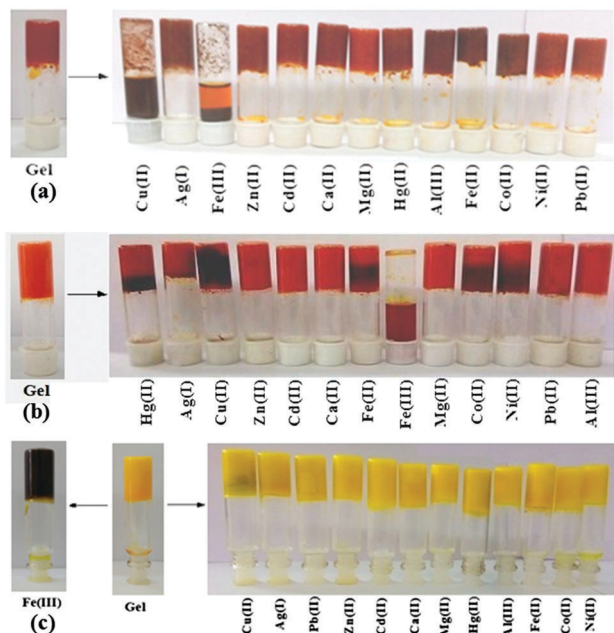 Gel
(a)
Cu(II) Ag(I) Fe(III) Zn(II) Cd(II) Ca(II) Mg(II) Hg(II) Al(III) Fe(II) Co(II) Ni(II) Pb(II)
Gel
(b)
Hg(II) Ag(I) Cu(II) Zn(II) Cd(II) Ca(II) Fe(II) Fe(III) Mg(II) Co(II) Ni(II) Pb(II) Al(III)
Fe(III) Gel
(c)
Cu(II) Ag(I) Pb(II) Zn(II) Cd(II) Ca(II) Mg(II) Hg(II) Al(III) Fe(II) Co(II) Ni(II)